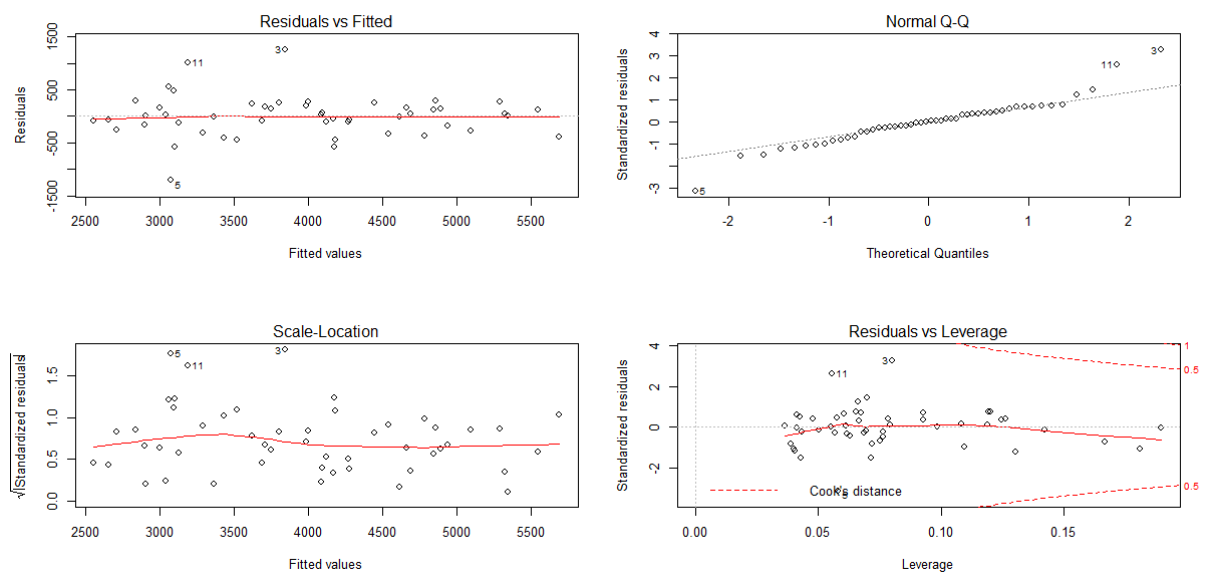 Residuals vs Fitted
Residuals
-1500 -500 500 1500
3 11 5
2500 3000 3500 4000 4500 5000 5500
Fitted values
Normal Q-Q
Standardized residuals
-3 -1 0 1 2 3 4
3 11 5
-2 -1 0 1 2
Theoretical Quantiles
Scale-Location
√|Standardized residuals|
0.0 0.5 1.0 1.5
5 3 11
2500 3000 3500 4000 4500 5000 5500
Fitted values
Residuals vs Leverage
Standardized residuals
-2 0 2 4
3 11 5
1
0.5
0.5
Cook's distance
0.00 0.05 0.10 0.15
Leverage